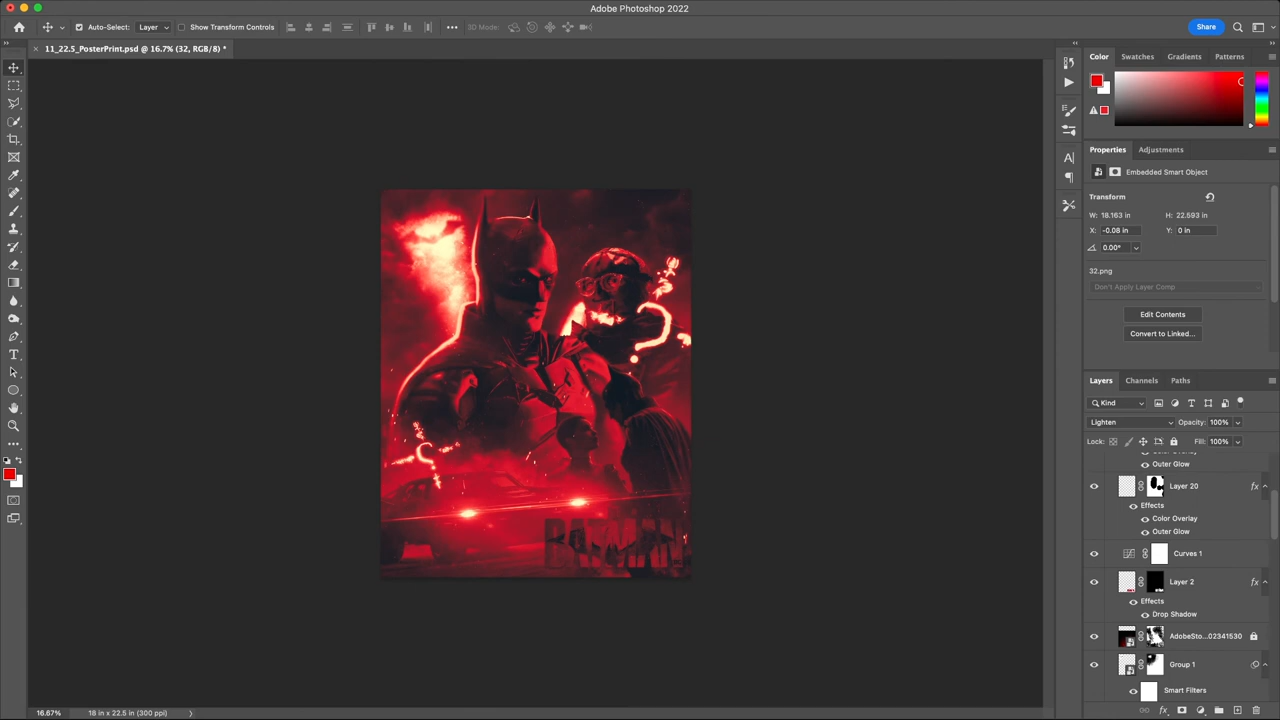 Adobe Photoshop 2022
Auto-Select: Layer Show Transform Controls 3D Mode: Share
11_22.5_PosterPrint.psd @ 16.7% (32, RGB/8) *
Color Swatches Gradients Patterns
Properties Adjustments
Embedded Smart Object
Transform
W: 18.163 in H: 22.593 in
X: -0.08 in Y: 0 in
0.00°
32.png
Don't Apply Layer Comp
Edit Contents
Convert to Linked...
Layers Channels Paths
Kind
Lighten Opacity: 100%
Lock: Fill: 100%
Color Overlay
Outer Glow
Layer 20 fx
Effects
Color Overlay
Outer Glow
Curves 1
Layer 2 fx
Effects
Drop Shadow
AdobeSto...02341530
Group 1
Smart Filters
BATMAN
16.67% 18 in x 22.5 in (300 ppi)